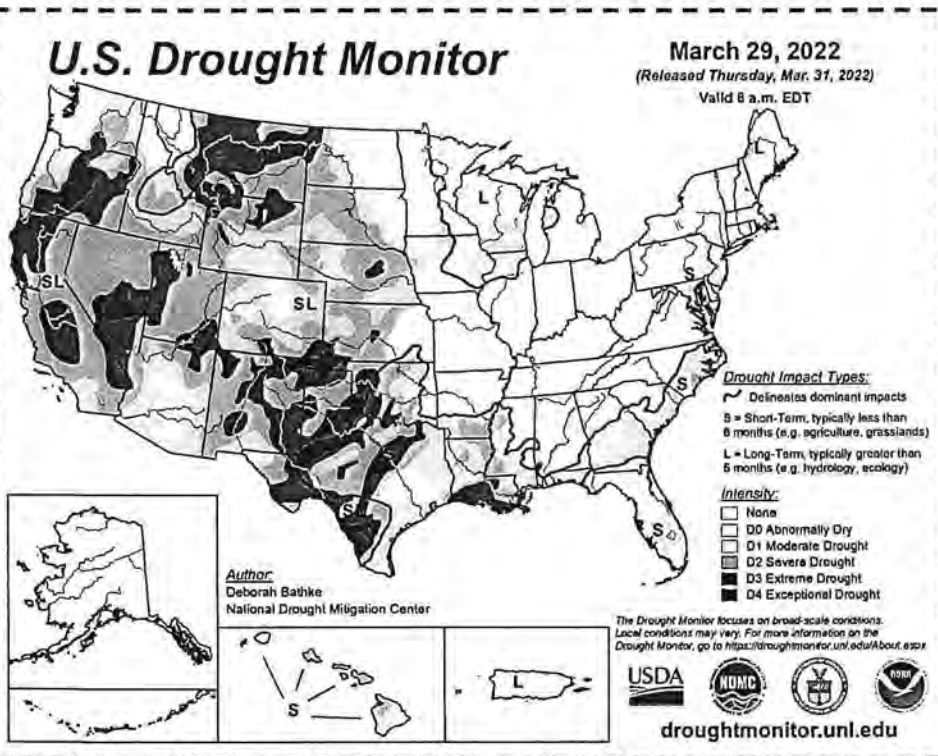 U.S. Drought Monitor
March 29, 2022
(Released Thursday, Mar. 31, 2022)
Valid 8 a.m. EDT
L
L
SL
SL
S
S
S
S
Drought Impact Types:
Delineates dominant impacts
S = Short-Term, typically less than
6 months (e.g. agriculture, grasslands)
L = Long-Term, typically greater than
6 months (e.g. hydrology, ecology)
Intensity:
None
D0 Abnormally Dry
D1 Moderate Drought
D2 Severe Drought
D3 Extreme Drought
D4 Exceptional Drought
Author:
Deborah Bathke
National Drought Mitigation Center
S
L
The Drought Monitor focuses on broad-scale conditions.
Local conditions may vary. For more information on the
Drought Monitor, go to https://droughtmonitor.unl.edu/About.aspx
USDA
NDMC
NOAA
droughtmonitor.unl.edu